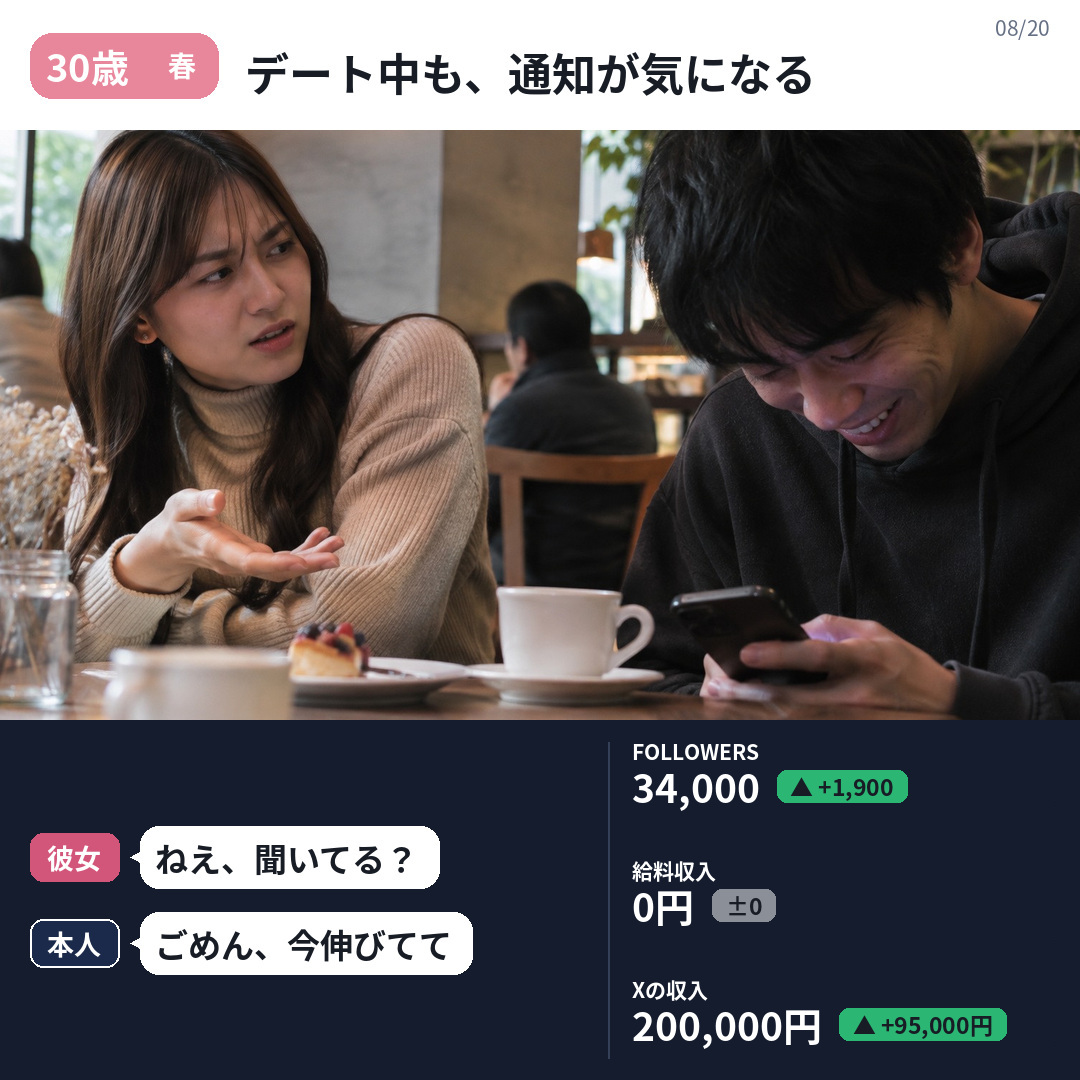 08/20
30歳 春
デート中も、通知が気になる
彼女
ねえ、聞いてる？
本人
ごめん、今伸びてて
FOLLOWERS
34,000 ▲ +1,900
給料収入
0円 ±0
Xの収入
200,000円 ▲ +95,000円